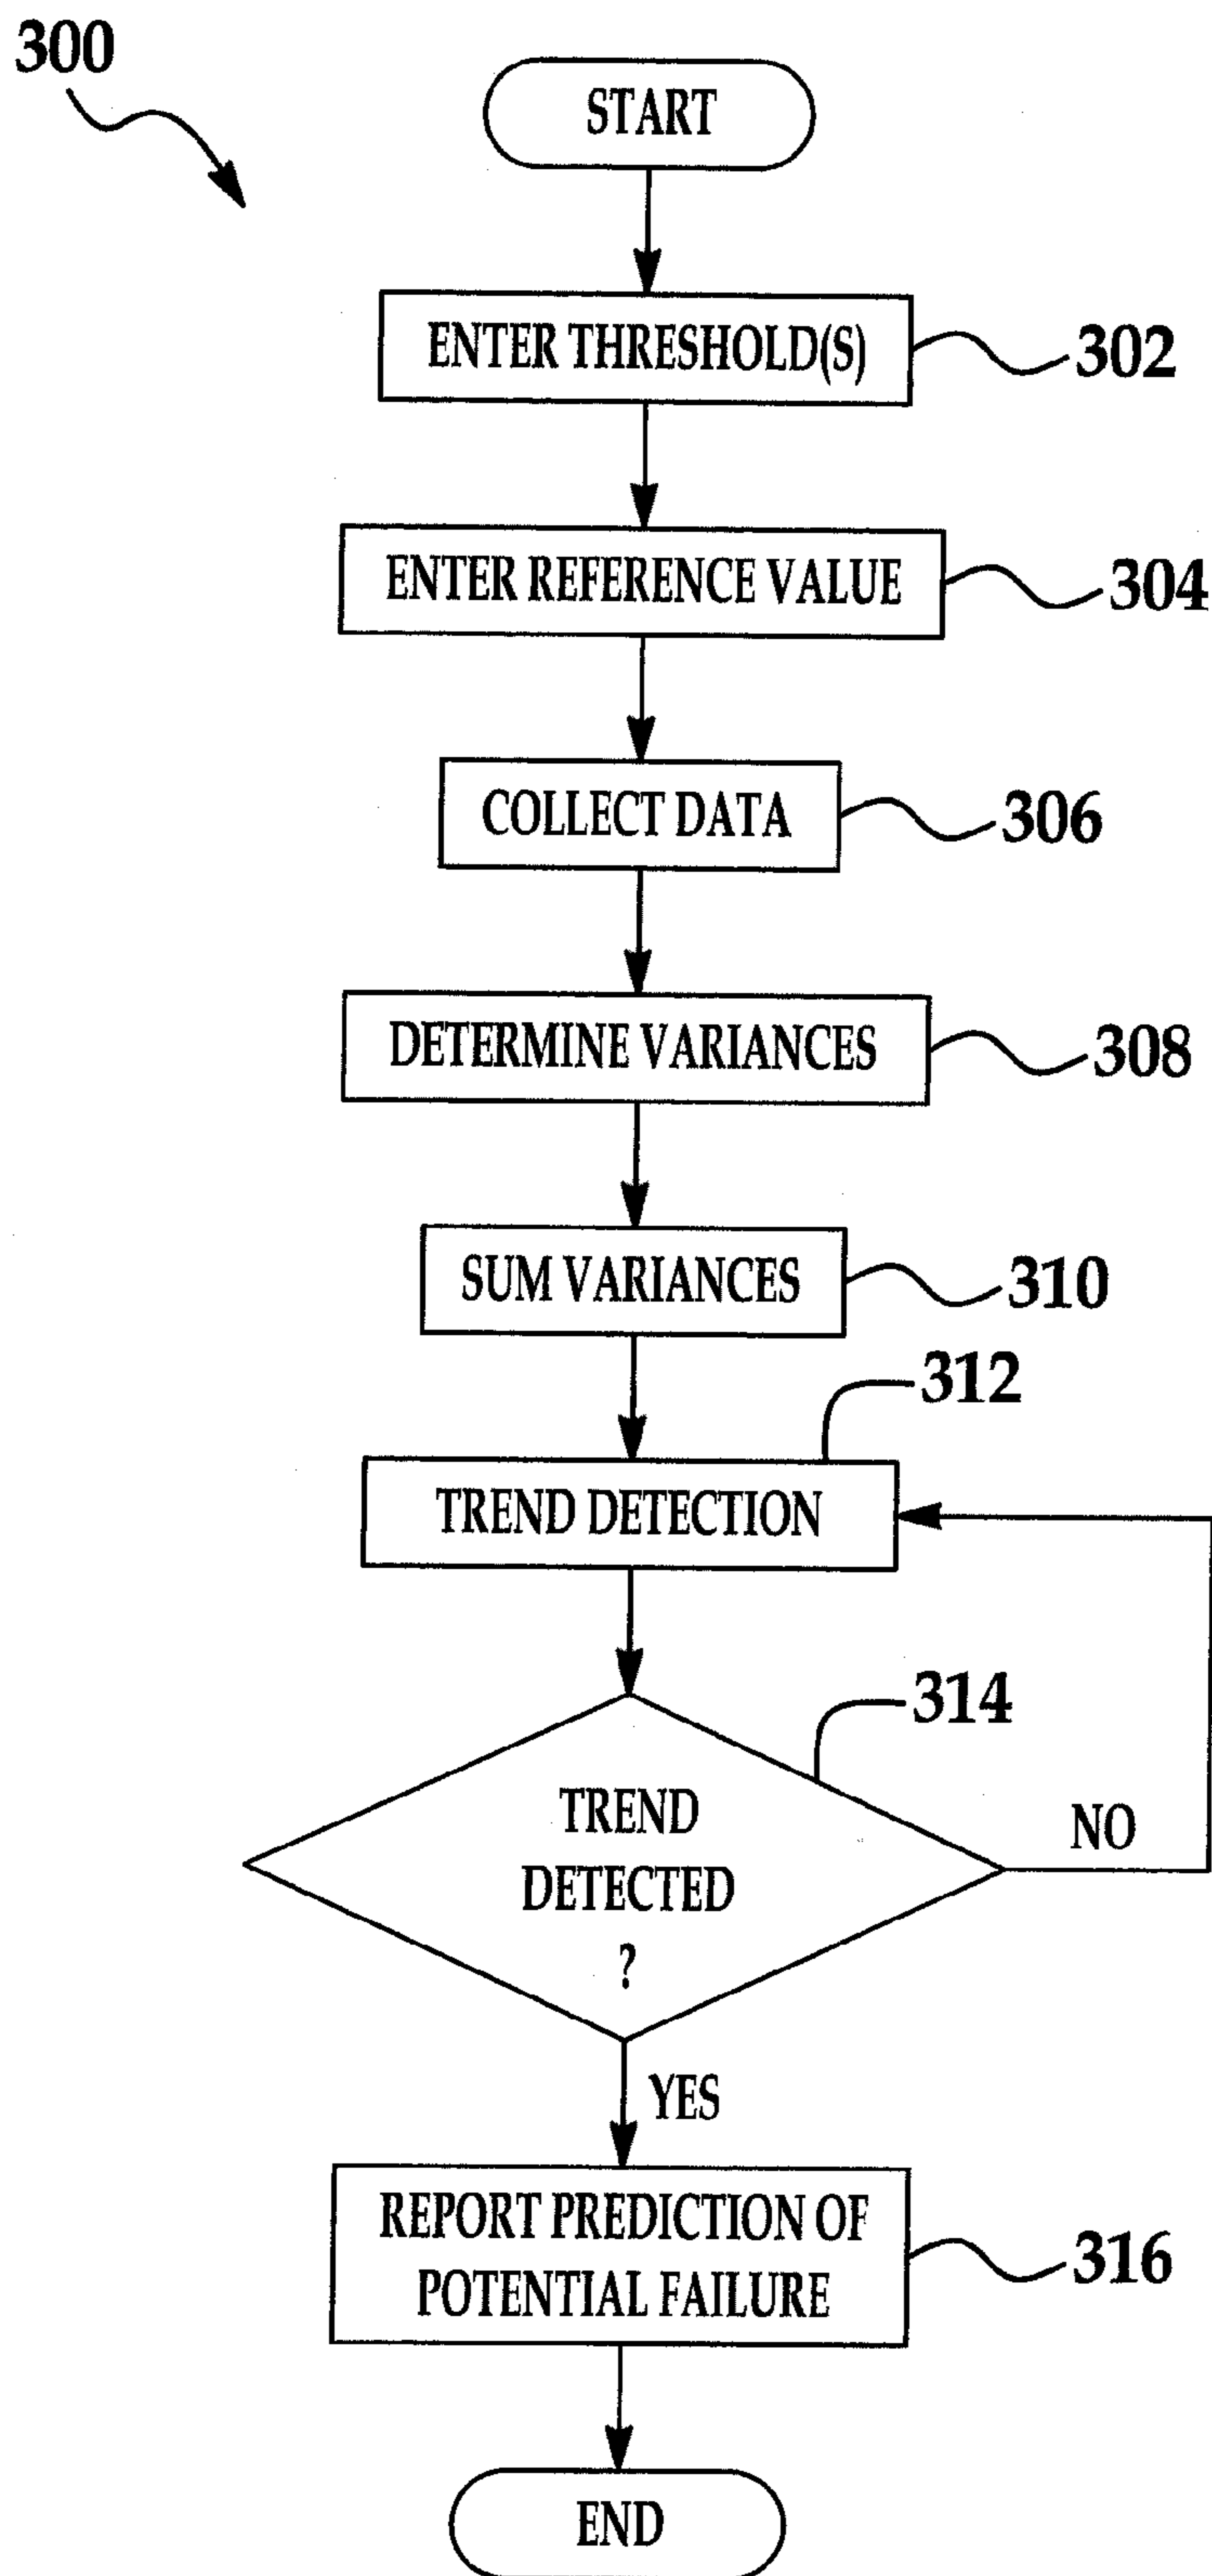 300
START
ENTER THRESHOLD(S)
302
ENTER REFERENCE VALUE
304
COLLECT DATA
306
DETERMINE VARIANCES
308
SUM VARIANCES
310
312
TREND DETECTION
314
TREND
DETECTED
?
NO
YES
REPORT PREDICTION OF
POTENTIAL FAILURE
316
END